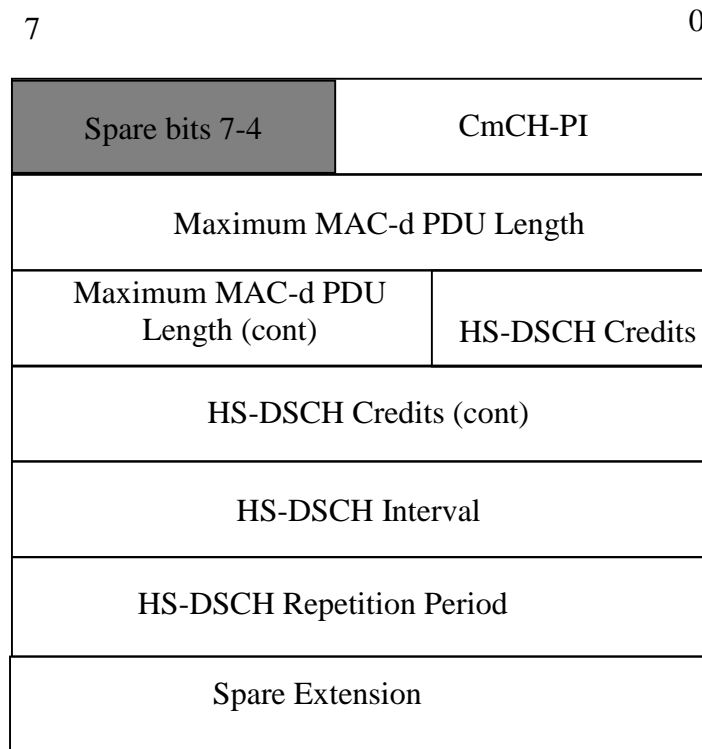 7 0
Spare bits 7-4 CmCH-PI
Maximum MAC-d PDU Length
Maximum MAC-d PDU
Length (cont) HS-DSCH Credits
HS-DSCH Credits (cont)
HS-DSCH Interval
HS-DSCH Repetition Period
Spare Extension